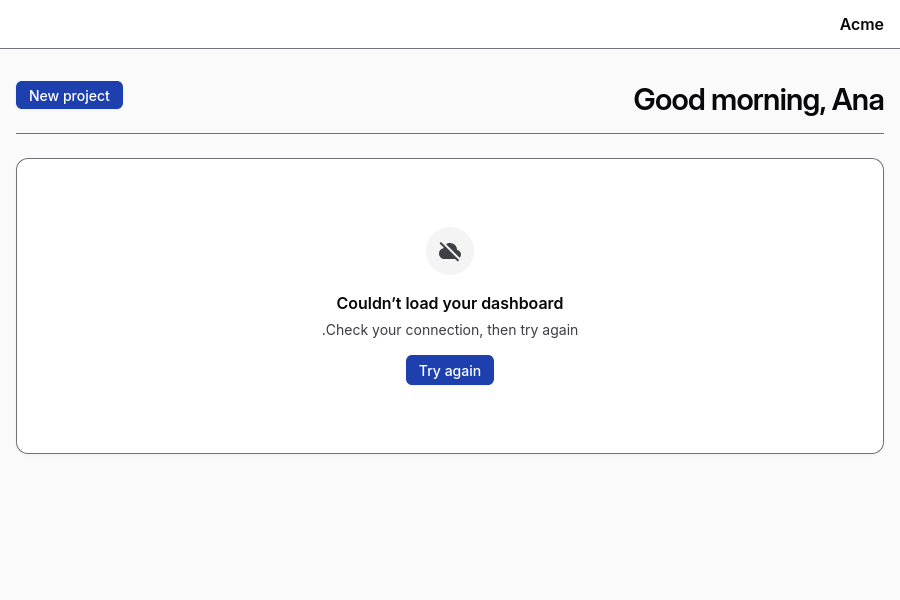 Acme
Good morning, Ana
New project
Couldn’t load your dashboard
.Check your connection, then try again
Try again